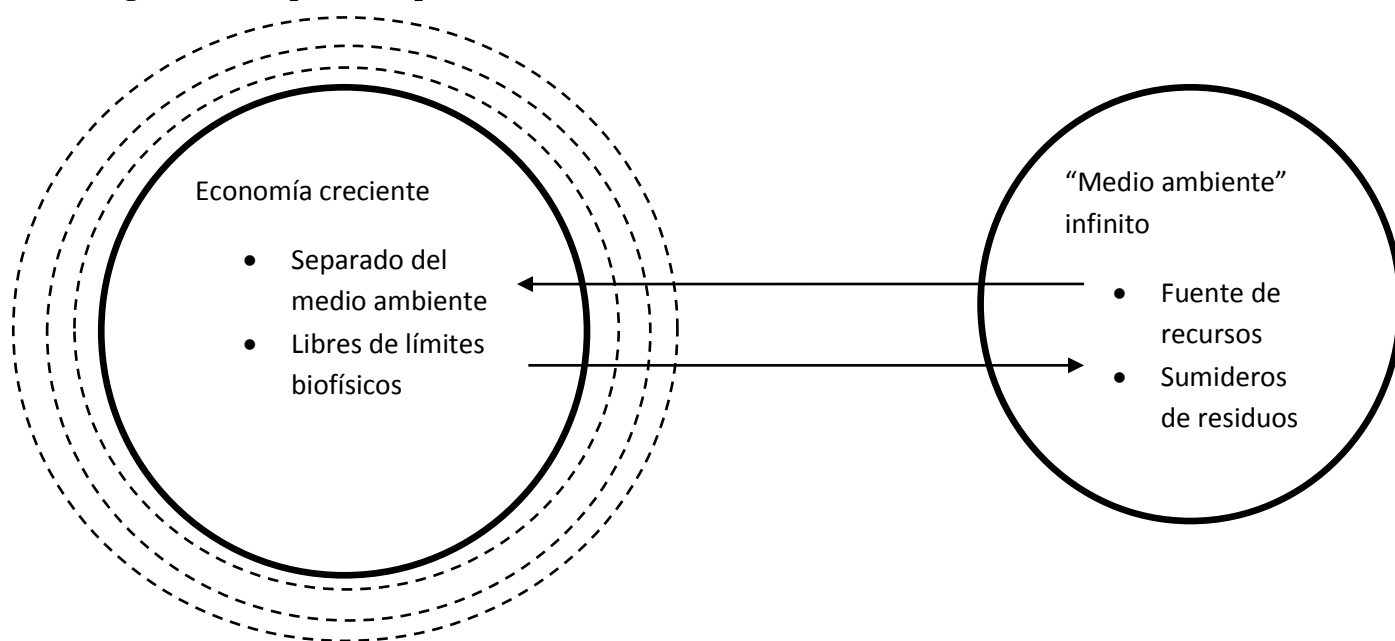 Economía creciente
• Separado del
medio ambiente
• Libres de límites
biofísicos
“Medio ambiente”
infinito
• Fuente de
recursos
• Sumideros
de residuos